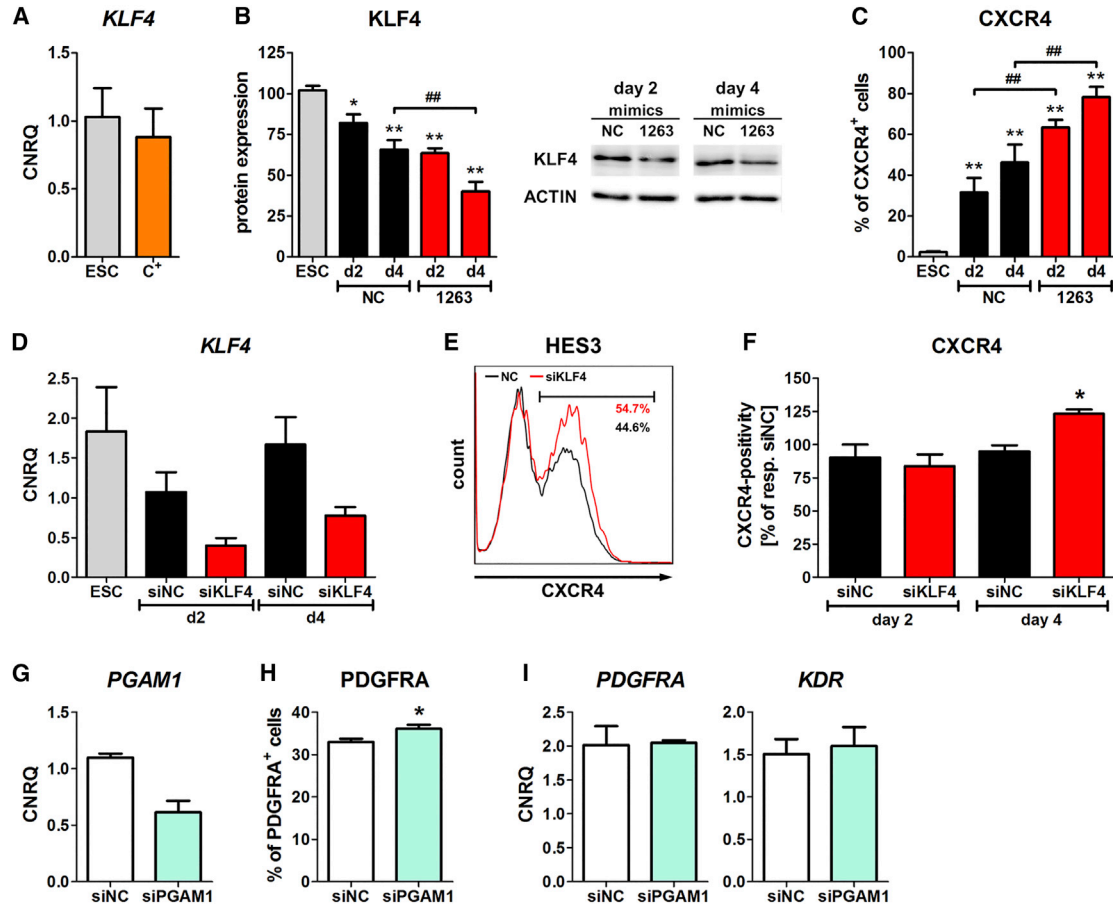 A
KLF4
CNRQ
1.5
1.0
0.5
0.0
ESC C+
B
KLF4
protein expression
125
100
75
50
25
0
* ** ** **
##
ESC d2 d4 d2 d4
NC 1263
day 2 day 4
mimics mimics
NC 1263 NC 1263
KLF4
ACTIN
C
CXCR4
% of CXCR4+ cells
100
80
60
40
20
0
## ##
** ** ** **
ESC d2 d4 d2 d4
NC 1263
D
KLF4
CNRQ
2.5
2.0
1.5
1.0
0.5
0.0
ESC siNC siKLF4 siNC siKLF4
d2 d4
E
HES3
NC siKLF4
54.7%
44.6%
count
CXCR4
F
CXCR4
CXCR4-positivity
[% of resp. siNC]
150
125
100
75
50
25
0
*
siNC siKLF4 siNC siKLF4
day 2 day 4
G
PGAM1
CNRQ
1.5
1.0
0.5
0.0
siNC siPGAM1
H
PDGFRA
% of PDGFRA+ cells
40
30
20
10
0
*
siNC siPGAM1
I
PDGFRA
CNRQ
2.5
2.0
1.5
1.0
0.5
0.0
siNC siPGAM1
KDR
2.0
1.5
1.0
0.5
0.0
siNC siPGAM1